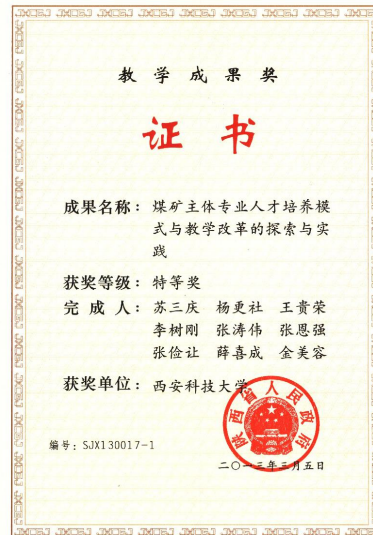 教学成果奖
证书
成果名称：煤矿主体专业人才培养模
式与教学改革的探索与实
践
获奖等级：特等奖
完成人：苏三庆 杨更社 王贵荣
李树刚 张涛伟 张恩强
张俭让 薛喜成 金美容
获奖单位：西安科技大学
陕西省人民政府
编号：SJX130017-1
二〇一三年三月五日